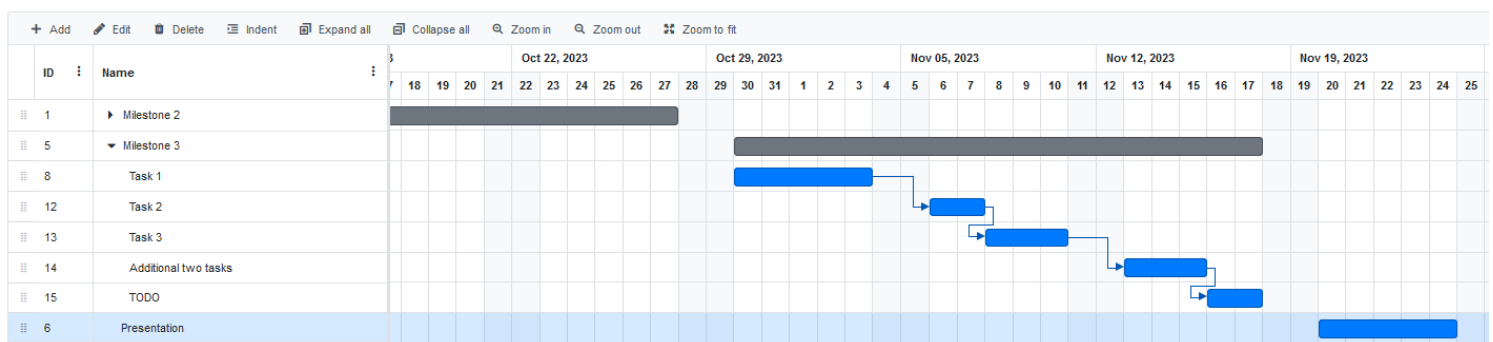 Add Edit Delete Indent Expand all Collapse all Zoom in Zoom out Zoom to fit
Oct 22, 2023 Oct 29, 2023 Nov 05, 2023 Nov 12, 2023 Nov 19, 2023
ID Name
18 19 20 21 22 23 24 25 26 27 28 29 30 31 1 2 3 4 5 6 7 8 9 10 11 12 13 14 15 16 17 18 19 20 21 22 23 24 25
1 Milestone 2
5 Milestone 3
8 Task 1
12 Task 2
13 Task 3
14 Additional two tasks
15 TODO
6 Presentation